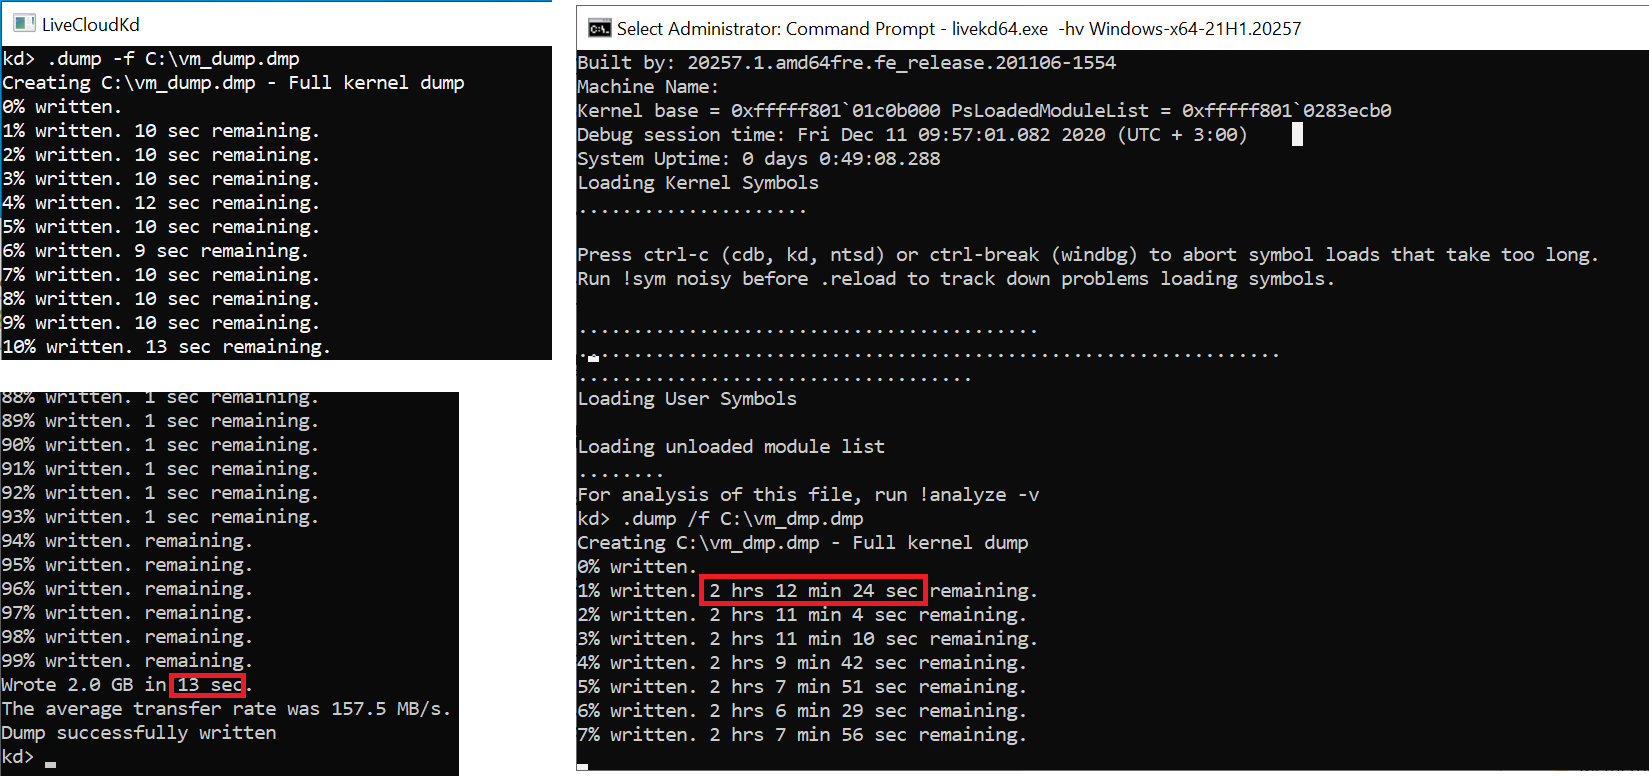 LiveCloudKd
kd> .dump -f C:\vm_dump.dmp
Creating C:\vm_dump.dmp - Full kernel dump
0% written.
1% written. 10 sec remaining.
2% written. 10 sec remaining.
3% written. 10 sec remaining.
4% written. 12 sec remaining.
5% written. 10 sec remaining.
6% written. 9 sec remaining.
7% written. 10 sec remaining.
8% written. 10 sec remaining.
9% written. 10 sec remaining.
10% written. 13 sec remaining.
88% written. 1 sec remaining.
89% written. 1 sec remaining.
90% written. 1 sec remaining.
91% written. 1 sec remaining.
92% written. 1 sec remaining.
93% written. 1 sec remaining.
94% written. remaining.
95% written. remaining.
96% written. remaining.
97% written. remaining.
98% written. remaining.
99% written. remaining.
Wrote 2.0 GB in 13 sec.
The average transfer rate was 157.5 MB/s.
Dump successfully written
kd>
Select Administrator: Command Prompt - livekd64.exe -hv Windows-x64-21H1.20257
Built by: 20257.1.amd64fre.fe_release.201106-1554
Machine Name:
Kernel base = 0xfffff801`01c0b000 PsLoadedModuleList = 0xfffff801`0283ecb0
Debug session time: Fri Dec 11 09:57:01.082 2020 (UTC + 3:00)
System Uptime: 0 days 0:49:08.288
Loading Kernel Symbols
.....................
Press ctrl-c (cdb, kd, ntsd) or ctrl-break (windbg) to abort symbol loads that take too long.
Run !sym noisy before .reload to track down problems loading symbols.
..........................................
................................................................
....................................
Loading User Symbols
Loading unloaded module list
........
For analysis of this file, run !analyze -v
kd> .dump /f C:\vm_dmp.dmp
Creating C:\vm_dmp.dmp - Full kernel dump
0% written.
1% written. 2 hrs 12 min 24 sec remaining.
2% written. 2 hrs 11 min 4 sec remaining.
3% written. 2 hrs 11 min 10 sec remaining.
4% written. 2 hrs 9 min 42 sec remaining.
5% written. 2 hrs 7 min 51 sec remaining.
6% written. 2 hrs 6 min 29 sec remaining.
7% written. 2 hrs 7 min 56 sec remaining.